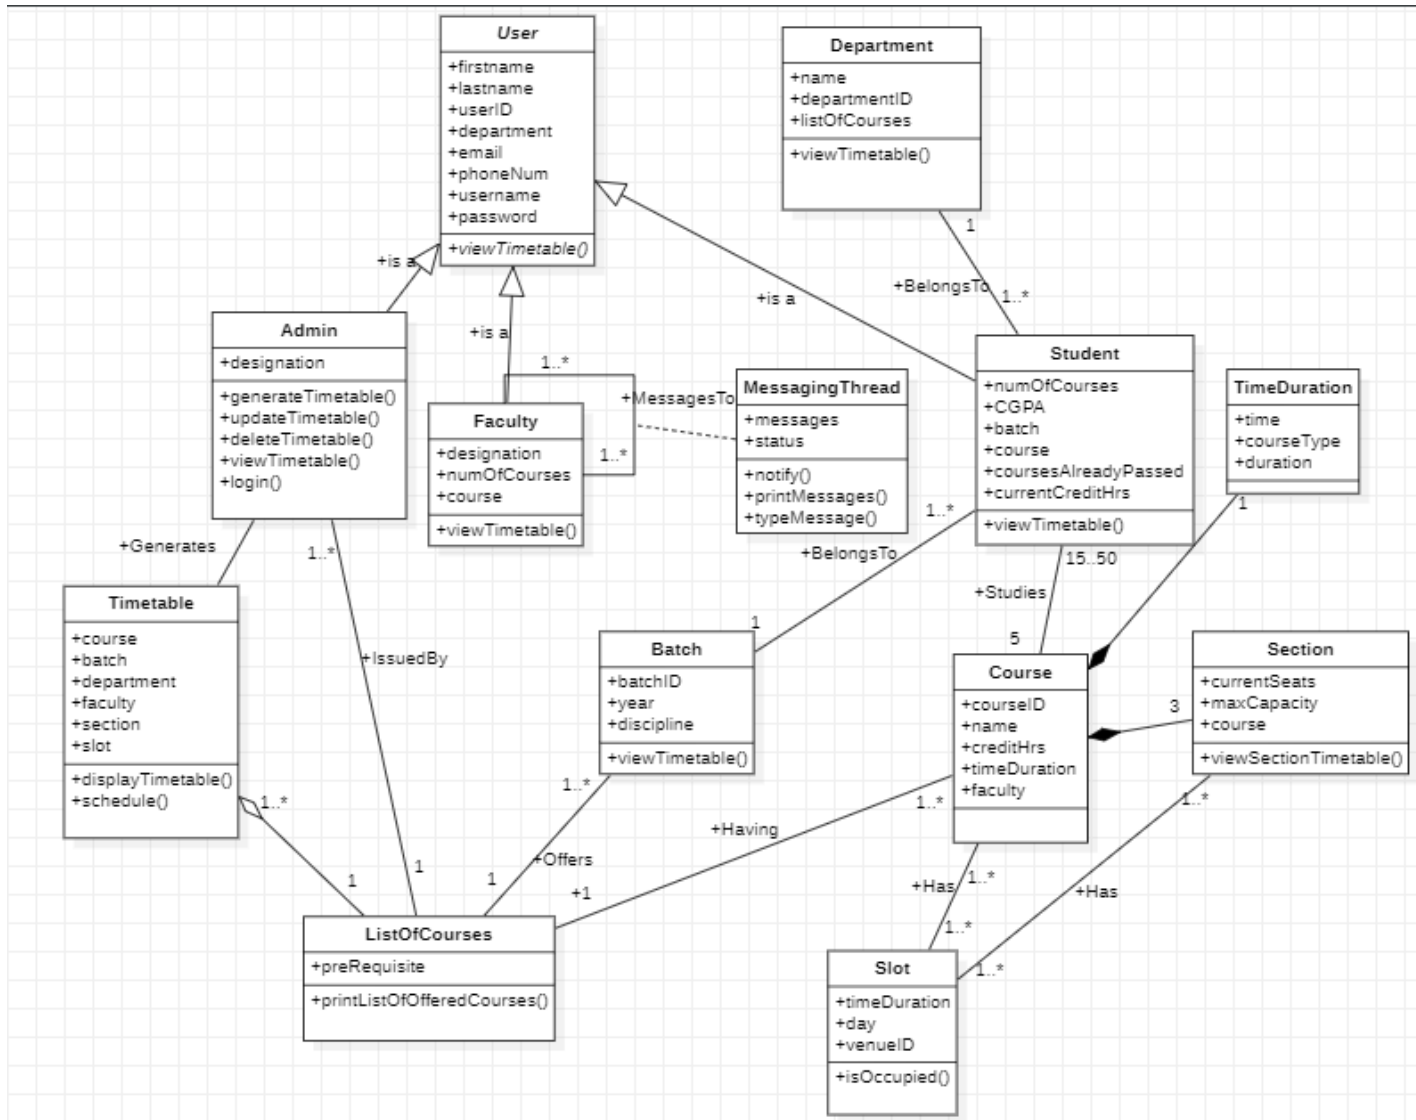 User
+firstname
+lastname
+userID
+department
+email
+phoneNum
+username
+password
+viewTimetable()
Department
+name
+departmentID
+listOfCourses
+viewTimetable()
1
+BelongsTo
1..*
+is a
+is a
+is a
Admin
+designation
+generateTimetable()
+updateTimetable()
+deleteTimetable()
+viewTimetable()
+login()
1..*
+MessagesTo
1..*
Faculty
+designation
+numOfCourses
+course
+viewTimetable()
MessagingThread
+messages
+status
+notify()
+printMessages()
+typeMessage()
Student
+numOfCourses
+CGPA
+batch
+course
+coursesAlreadyPassed
+currentCreditHrs
+viewTimetable()
TimeDuration
+time
+courseType
+duration
1
1..*
+BelongsTo
1
15..50
+Studies
5
+Generates
1..*
+IssuedBy
1
Timetable
+course
+batch
+department
+faculty
+section
+slot
+displayTimetable()
+schedule()
1..*
1
Batch
+batchID
+year
+discipline
+viewTimetable()
1..*
+Offers
1
Course
+courseID
+name
+creditHrs
+timeDuration
+faculty
3
Section
+currentSeats
+maxCapacity
+course
+viewSectionTimetable()
1..*
+Having
+1
1..*
+Has
1..*
1..*
+Has
1..*
ListOfCourses
+preRequisite
+printListOfOfferedCourses()
Slot
+timeDuration
+day
+venueID
+isOccupied()